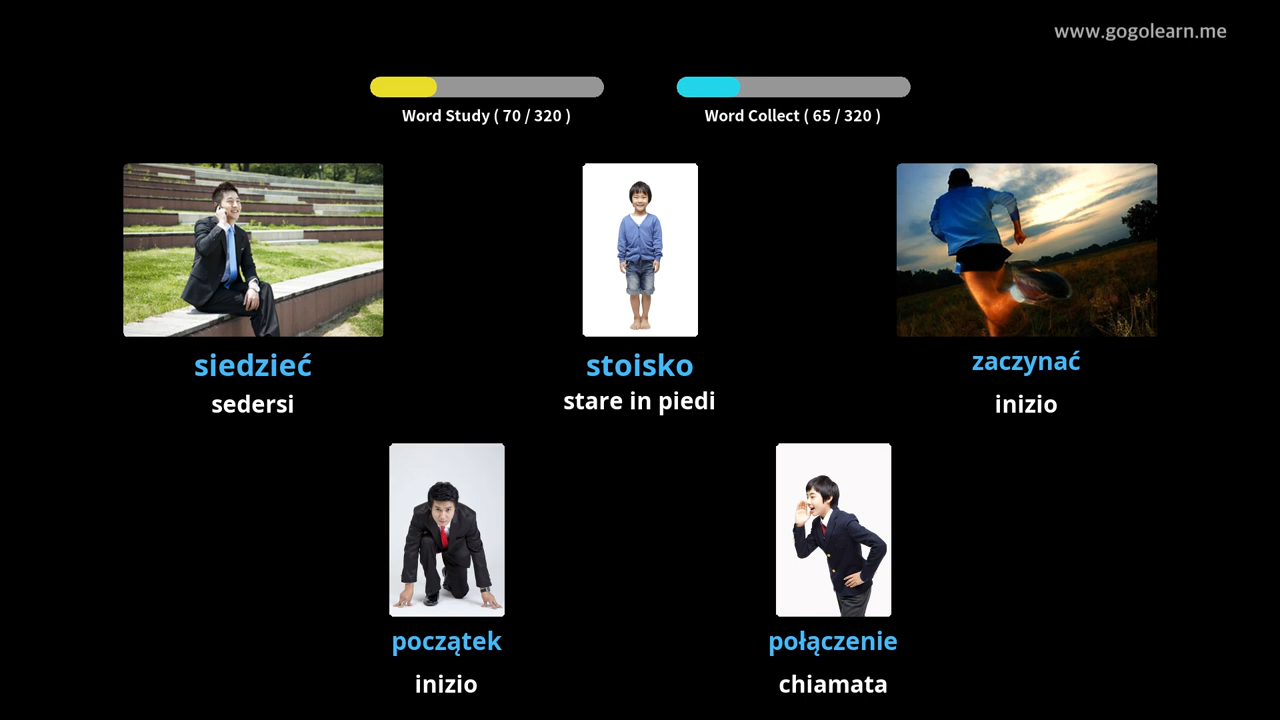 www.gogolearn.me
Word Study ( 70 / 320 )
Word Collect ( 65 / 320 )
siedzieć
sedersi
stoisko
stare in piedi
zaczynać
inizio
początek
inizio
połączenie
chiamata